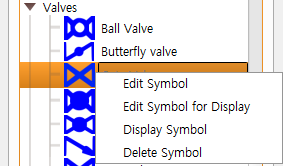 Valves
Ball Valve
Butterfly valve
Edit Symbol
Edit Symbol for Display
Display Symbol
Delete Symbol